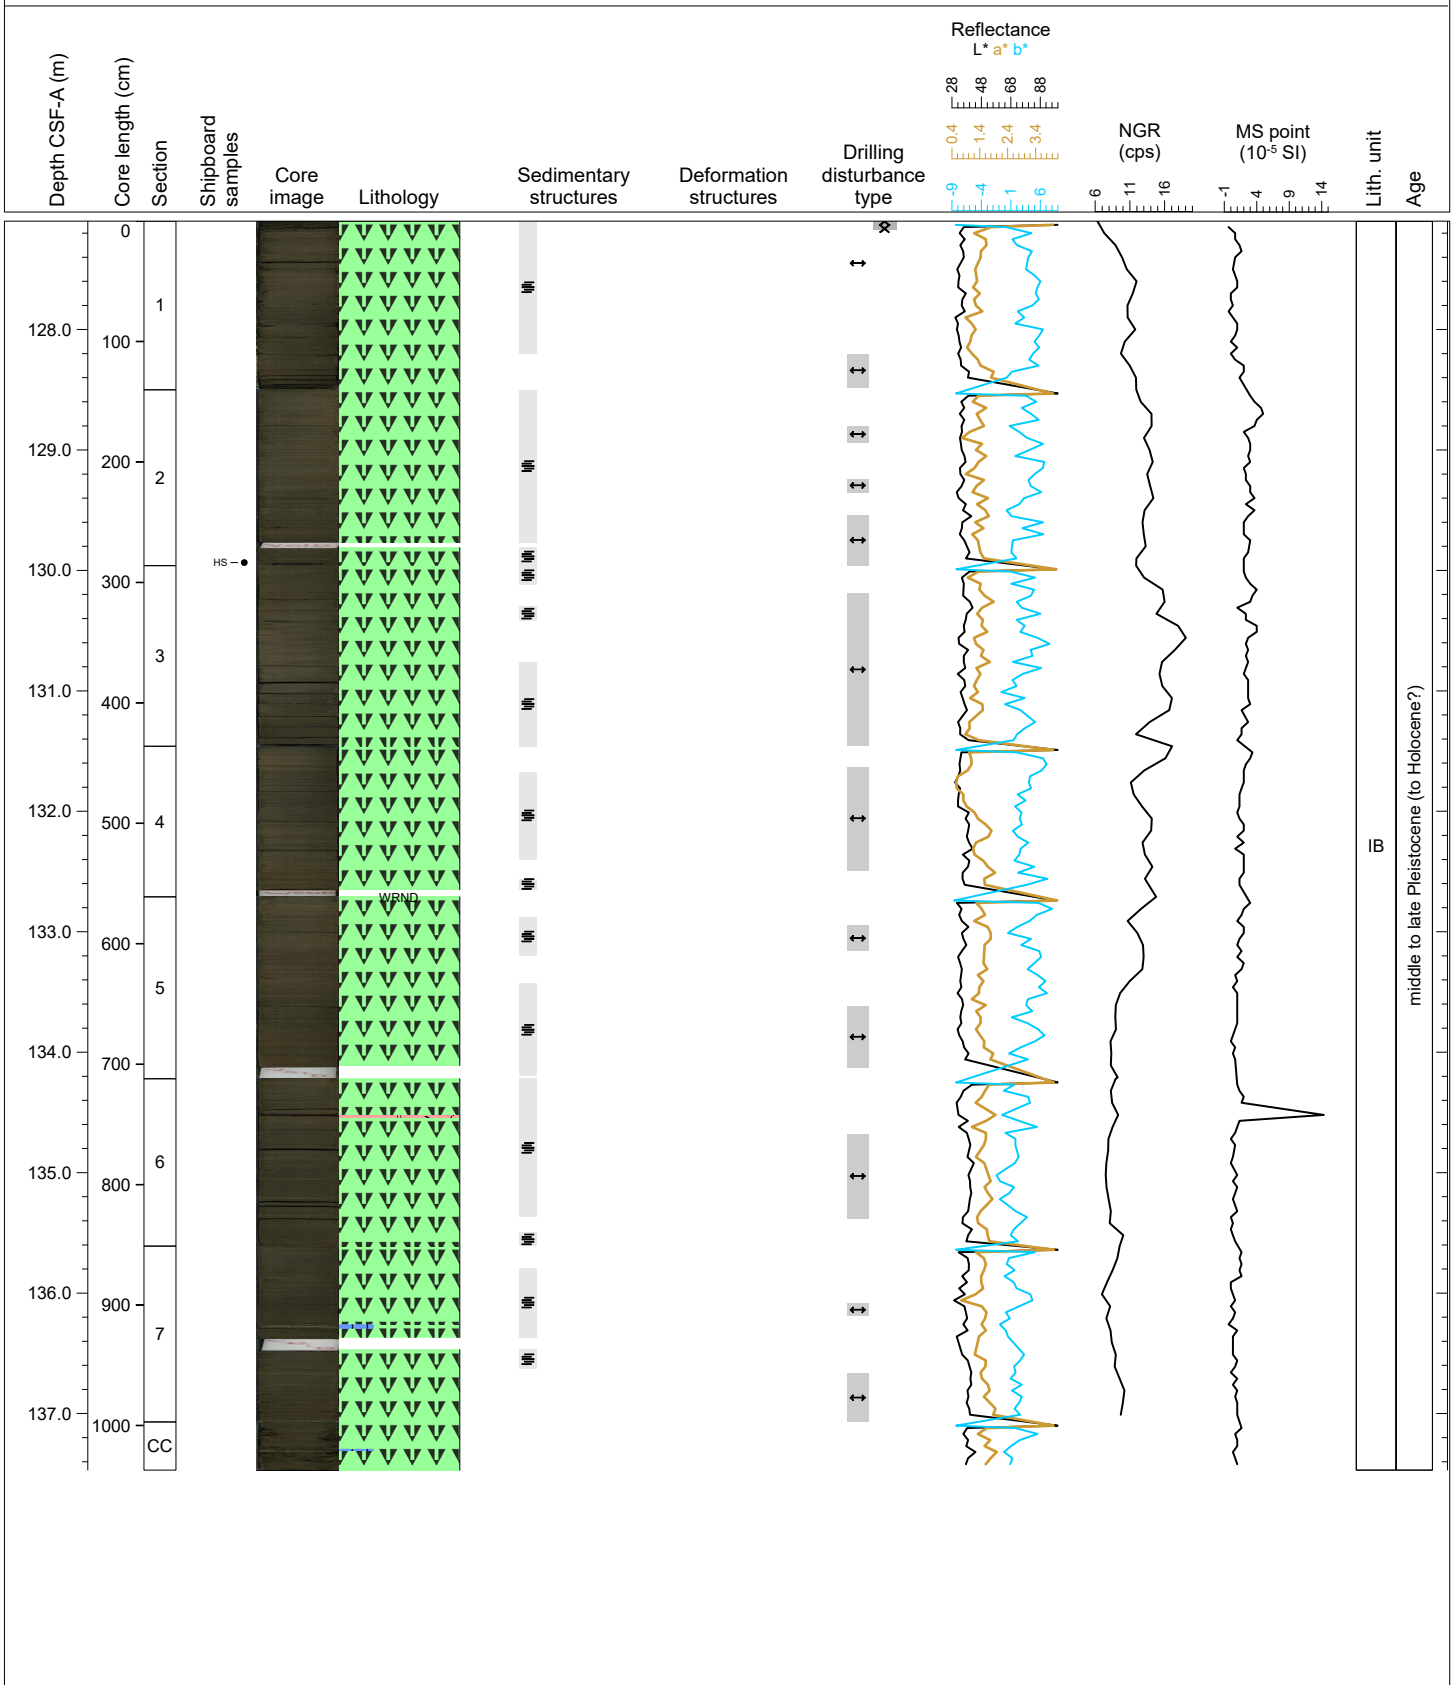 Reflectance
L* a* b*
28 48 68 88
0.4 1.4 2.4 3.4
-9 -4 1 6
Depth CSF-A (m)
Core length (cm)
Section
Shipboard
samples
Core
image
Lithology
Sedimentary
structures
Deformation
structures
Drilling
disturbance
type
NGR
(cps)
6 11 16
MS point
(10⁻⁵ SI)
-1 4 9 14
Lith. unit
Age
0
1
128.0
100
129.0
200
2
HS
130.0
300
3
131.0
400
132.0
500
4
IB
WRND
133.0
600
middle to late Pleistocene (to Holocene?)
5
134.0
700
6
135.0
800
136.0
900
7
137.0
1000
CC